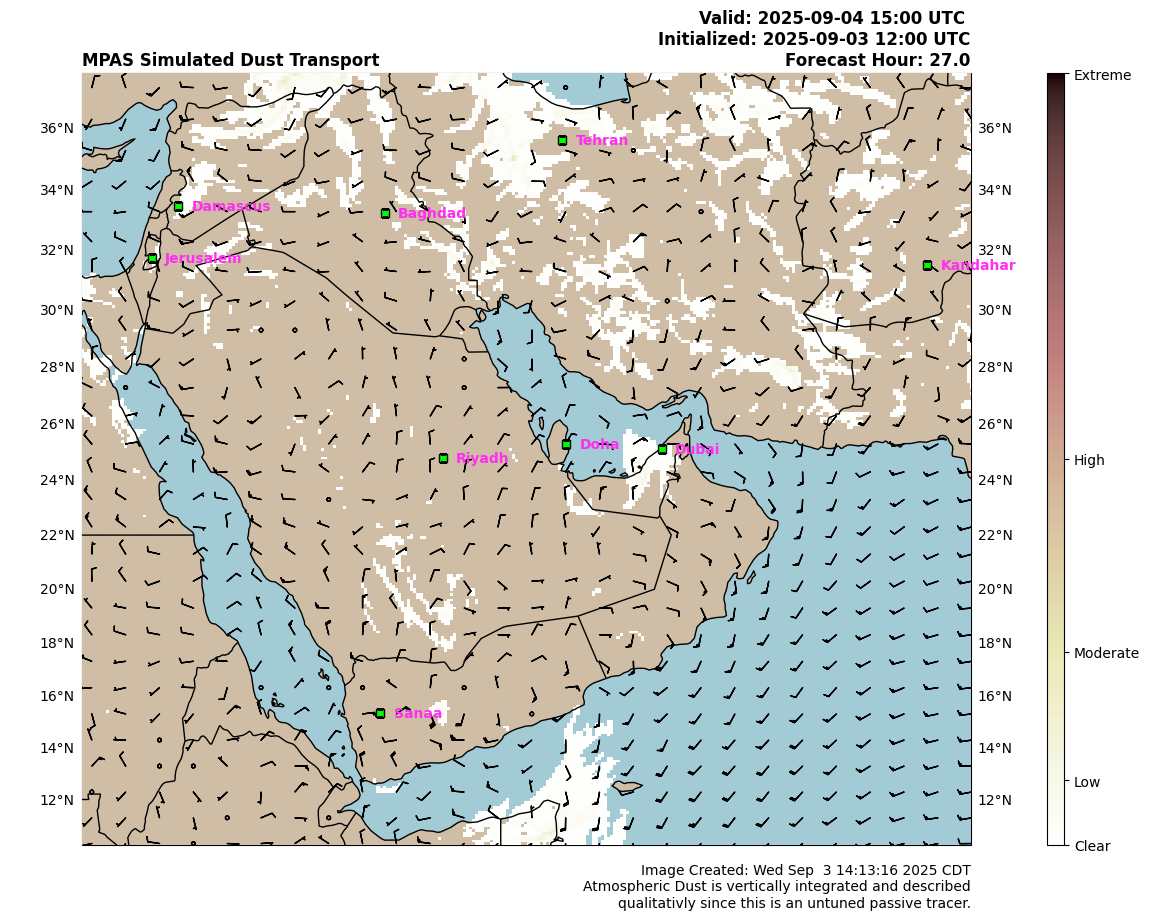 Valid: 2025-09-04 15:00 UTC
Initialized: 2025-09-03 12:00 UTC
MPAS Simulated Dust Transport Forecast Hour: 27.0
Extreme
36°N Tehran 36°N
34°N 34°N
Damascus Baghdad
32°N 32°N
Jerusalem Kandahar
30°N 30°N
28°N 28°N
26°N 26°N
Doha Dubai
Riyadh High
24°N 24°N
22°N 22°N
20°N 20°N
18°N 18°N
Moderate
16°N 16°N
Sanaa
14°N 14°N
Low
12°N 12°N
Clear
Image Created: Wed Sep  3 14:13:16 2025 CDT
Atmospheric Dust is vertically integrated and described
qualitativly since this is an untuned passive tracer.